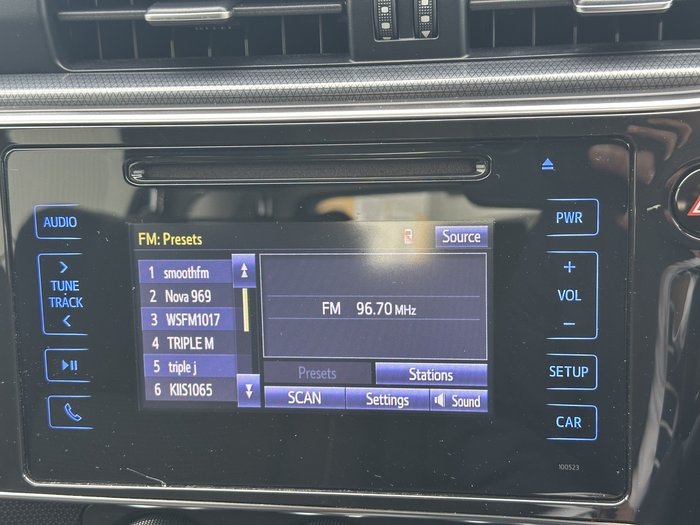 FM: Presets
Source
1 smoothfm
2 Nova 969
3 WSFM1017
4 TRIPLE M
5 triple j
6 KIIS1065
FM 96.70 MHz
Presets
Stations
SCAN
Settings
Sound
AUDIO
TUNE
TRACK
PWR
+
VOL
-
SETUP
CAR
100523